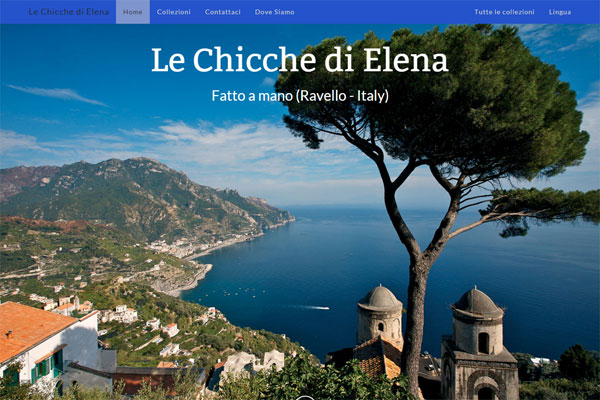 Le Chicche di Elena Home Collezioni Contattaci Dove Siamo Tutte le collezioni Lingua
Le Chicche di Elena
Fatto a mano (Ravello - Italy)